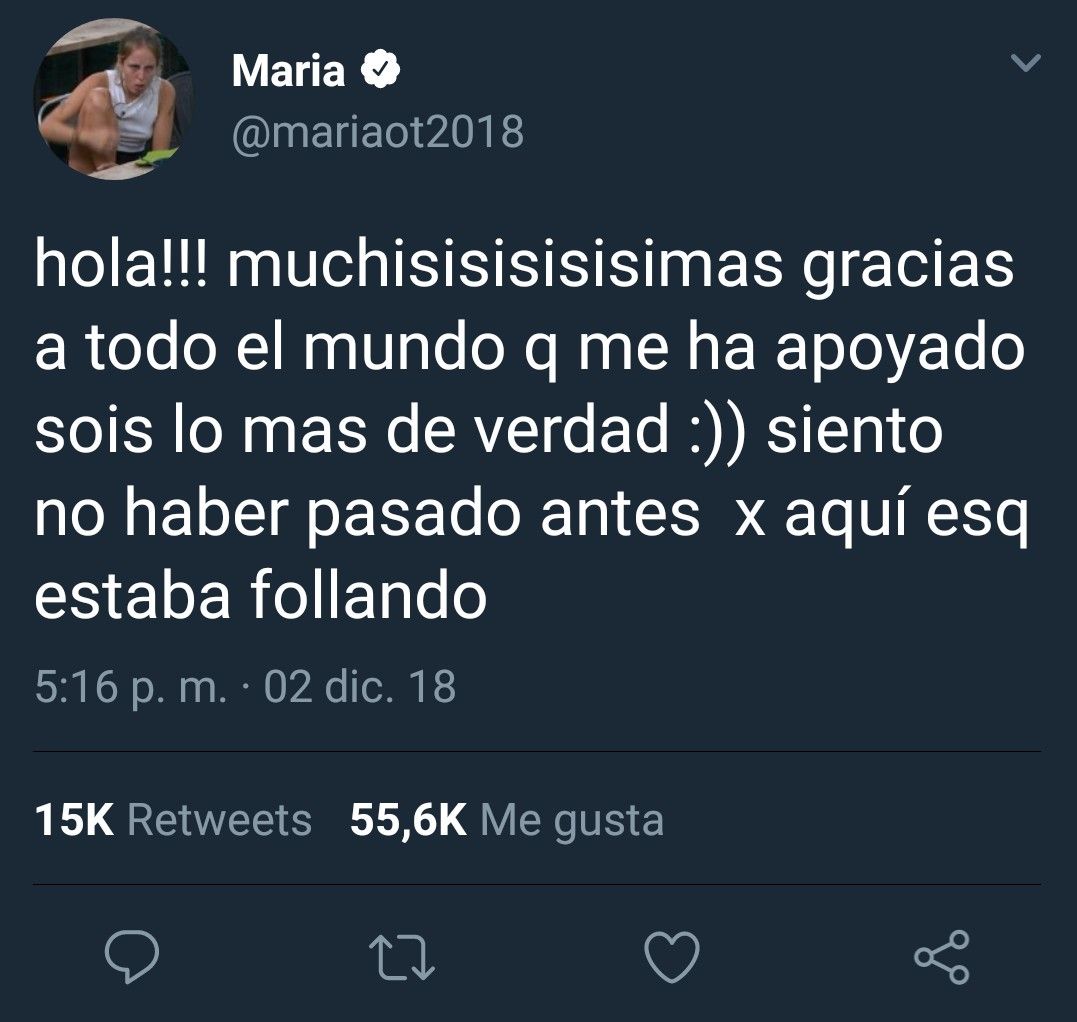 Maria
@mariaot2018
hola!!! muchisisisisisimas gracias
a todo el mundo q me ha apoyado
sois lo mas de verdad :)) siento
no haber pasado antes  x aquí esq
estaba follando
5:16 p. m. · 02 dic. 18
15K Retweets 55,6K Me gusta